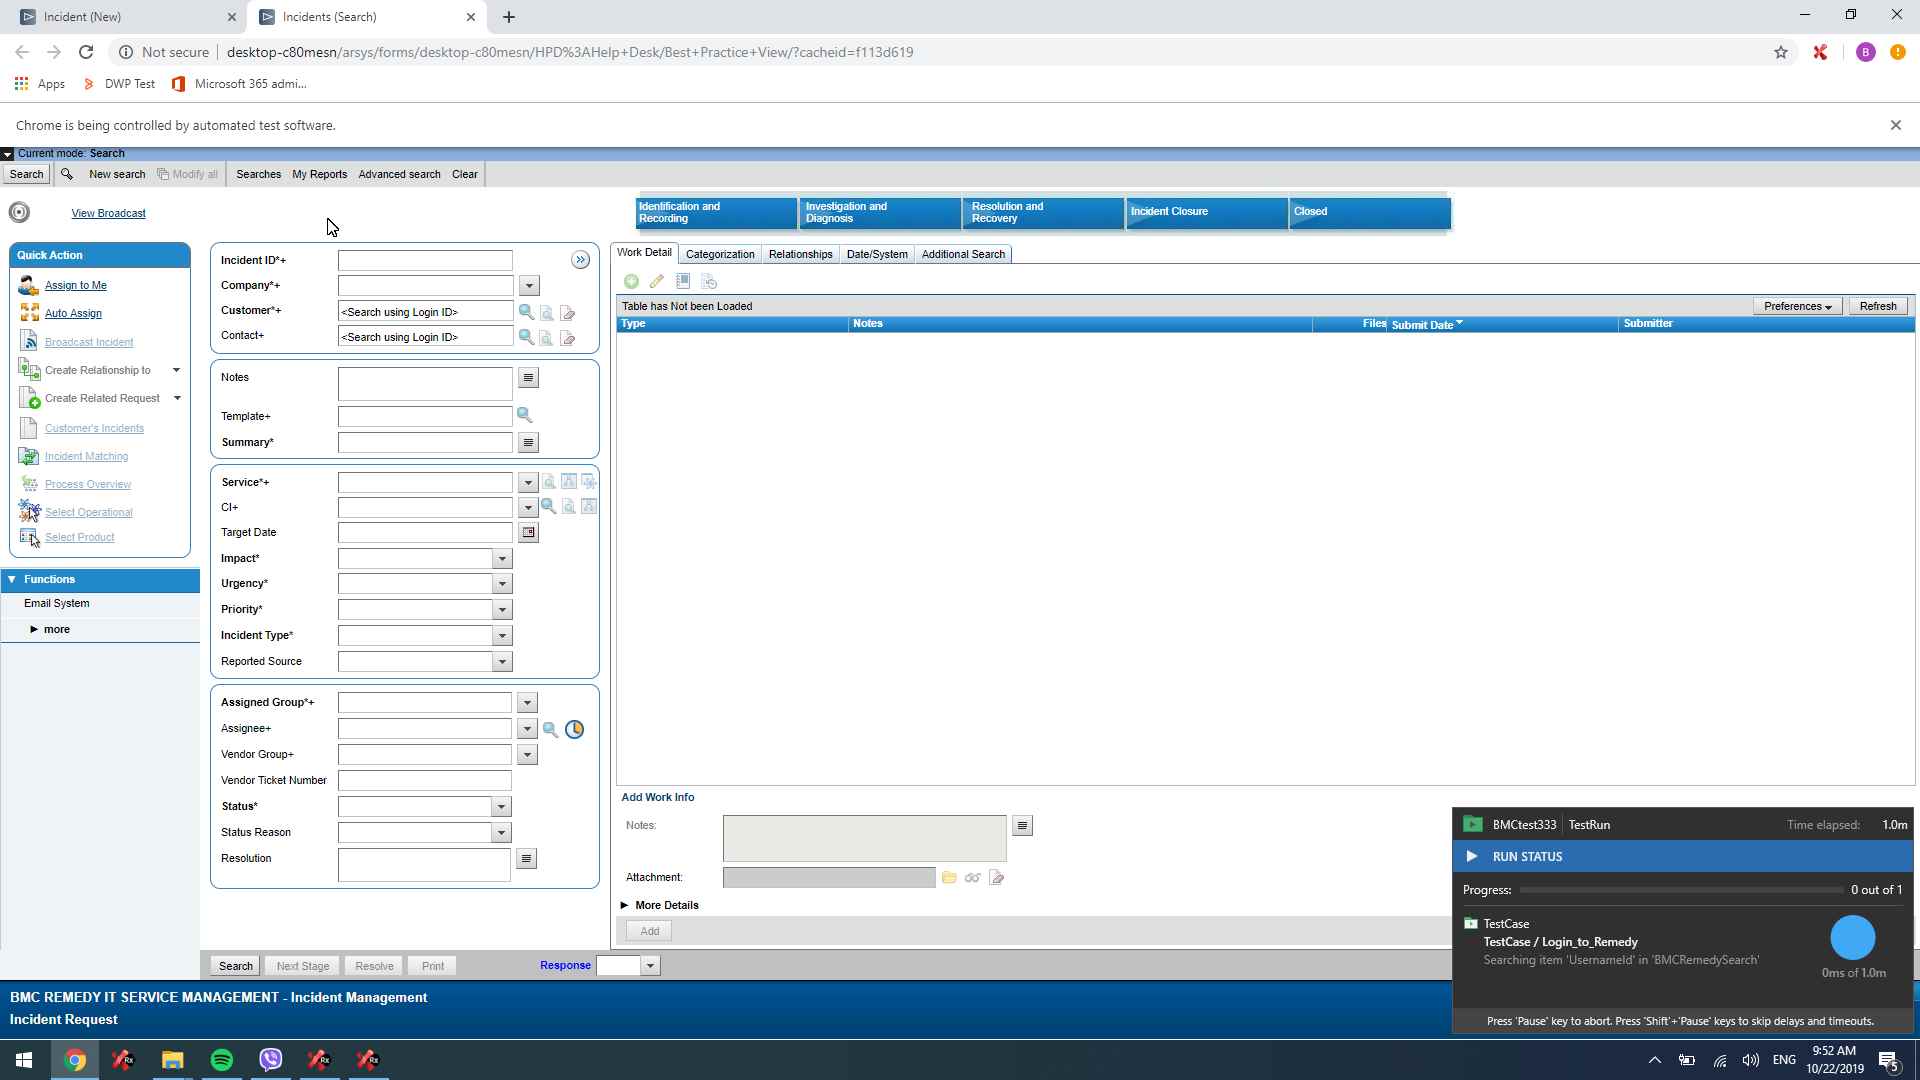 Incident (New)
Incidents (Search)
Not secure
desktop-c80mesn/arsys/forms/desktop-c80mesn/HPD%3AHelp+Desk/Best+Practice+View/?cacheid=f113d619
B
Apps
DWP Test
Microsoft 365 admi...
Chrome is being controlled by automated test software.
Current mode: Search
Search
New search
Modify all
Searches
My Reports
Advanced search
Clear
View Broadcast
Identification and
Recording
Investigation and
Diagnosis
Resolution and
Recovery
Incident Closure
Closed
Quick Action
Assign to Me
Auto Assign
Broadcast Incident
Create Relationship to
Create Related Request
Customer's Incidents
Incident Matching
Process Overview
Select Operational
Select Product
Functions
Email System
more
Incident ID*+
Company*+
Customer*+ <Search using Login ID>
Contact+ <Search using Login ID>
Notes
Template+
Summary*
Service*+
CI+
Target Date
Impact*
Urgency*
Priority*
Incident Type*
Reported Source
Assigned Group*+
Assignee+
Vendor Group+
Vendor Ticket Number
Status*
Status Reason
Resolution
Work Detail
Categorization
Relationships
Date/System
Additional Search
Table has Not been Loaded
Preferences
Refresh
Type
Notes
Files
Submit Date
Submitter
Add Work Info
Notes:
Attachment:
More Details
Add
Search
Next Stage
Resolve
Print
Response
BMC REMEDY IT SERVICE MANAGEMENT - Incident Management
Incident Request
BMCtest333
TestRun
Time elapsed: 1.0m
RUN STATUS
Progress: 0 out of 1
TestCase
TestCase / Login_to_Remedy
Searching item 'UsernameId' in 'BMCRemedySearch'
0ms of 1.0m
Press 'Pause' key to abort. Press 'Shift'+'Pause' keys to skip delays and timeouts.
Rx
Rx
Rx
ENG
9:52 AM
10/22/2019
5